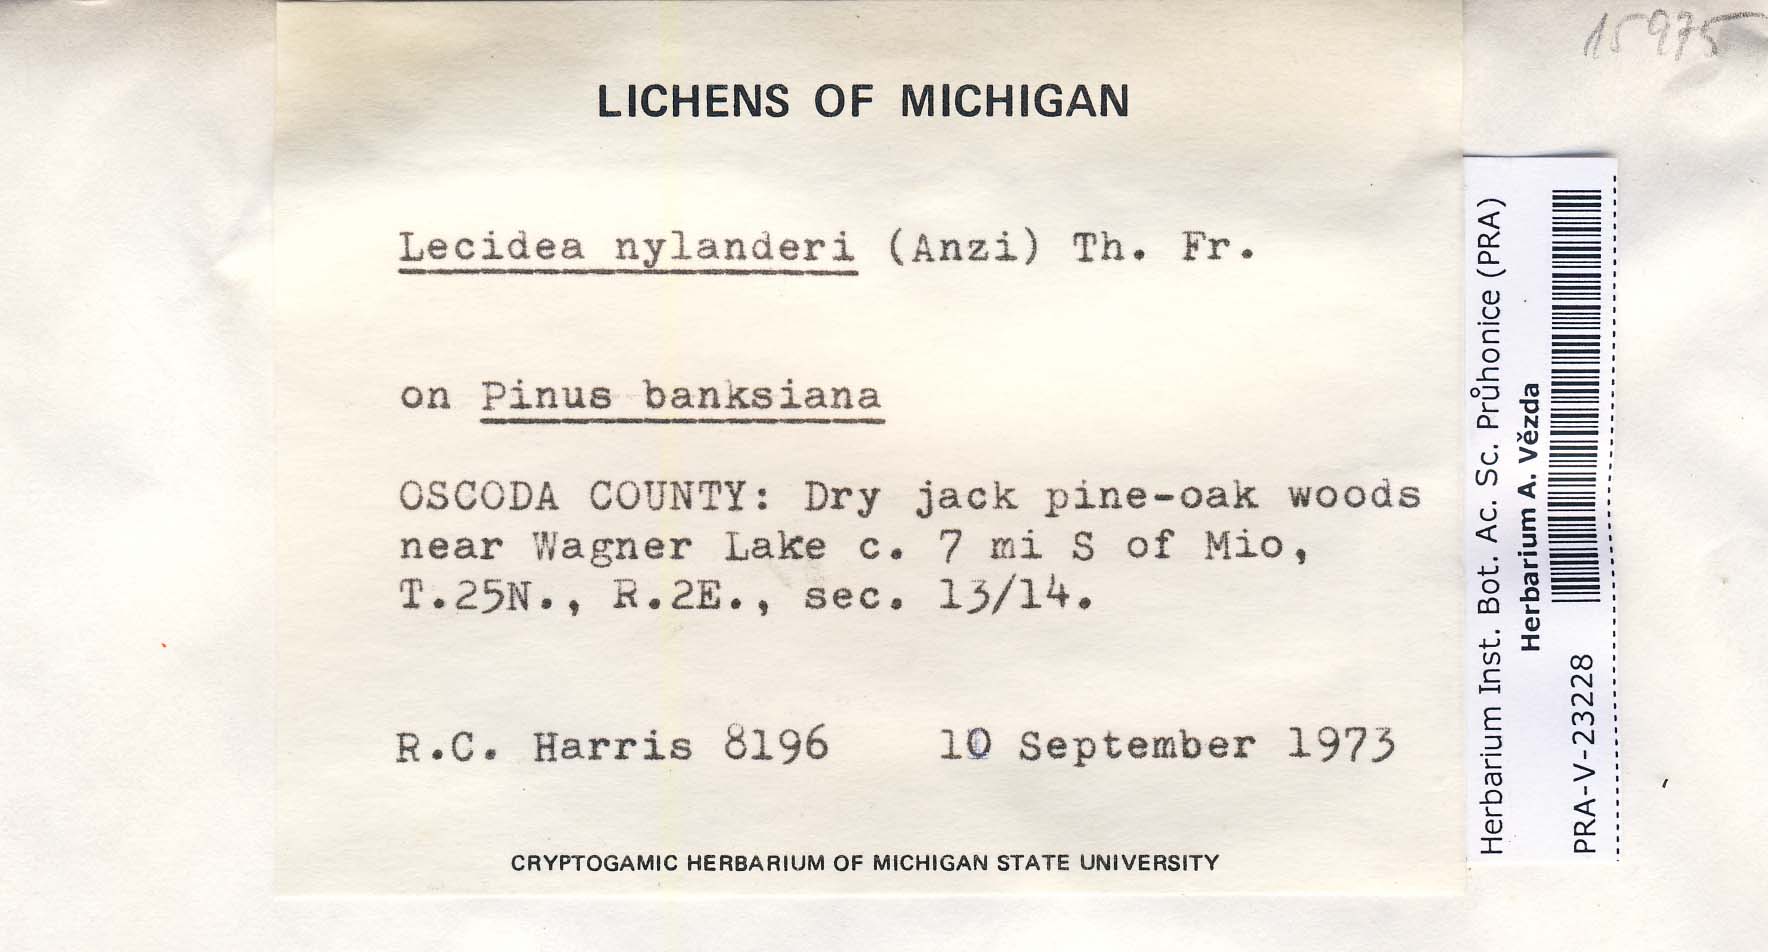 15975
LICHENS OF MICHIGAN
Lecidea nylanderi (Anzi) Th. Fr.
on Pinus banksiana
OSCODA COUNTY: Dry jack pine-oak woods
near Wagner Lake c. 7 mi S of Mio,
T.25N., R.2E., sec. 13/14.
R.C. Harris 8196 10 September 1973
CRYPTOGAMIC HERBARIUM OF MICHIGAN STATE UNIVERSITY
Herbarium Inst. Bot. Ac. Sc. Průhonice (PRA)
Herbarium A. Vězda
PRA-V-23228